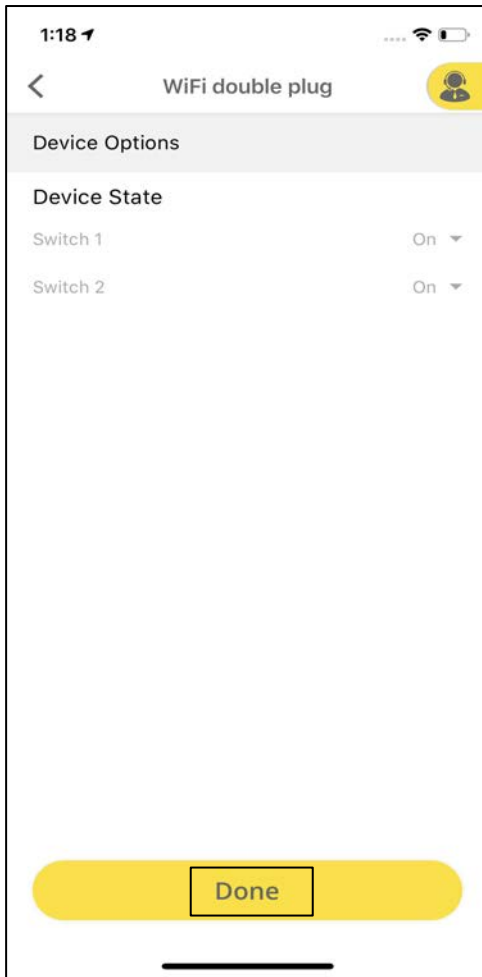 1:18
WiFi double plug
Device Options
Device State
Switch 1 On
Switch 2 On
Done